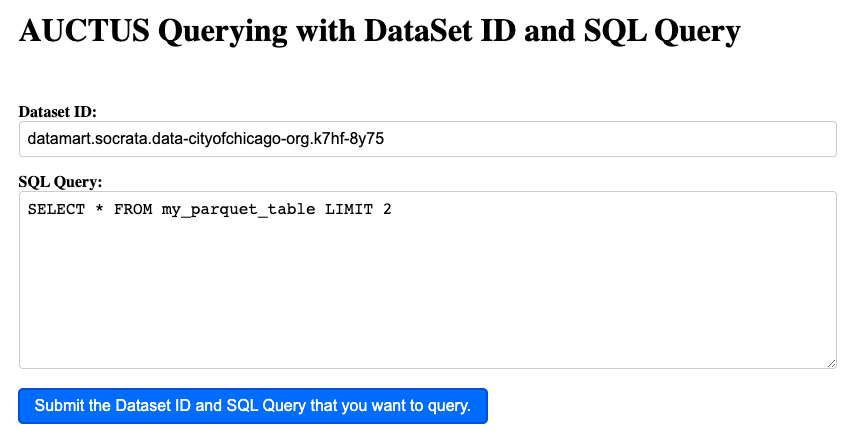 AUCTUS Querying with DataSet ID and SQL Query
Dataset ID:
datamart.socrata.data-cityofchicago-org.k7hf-8y75
SQL Query:
SELECT * FROM my_parquet_table LIMIT 2
Submit the Dataset ID and SQL Query that you want to query.